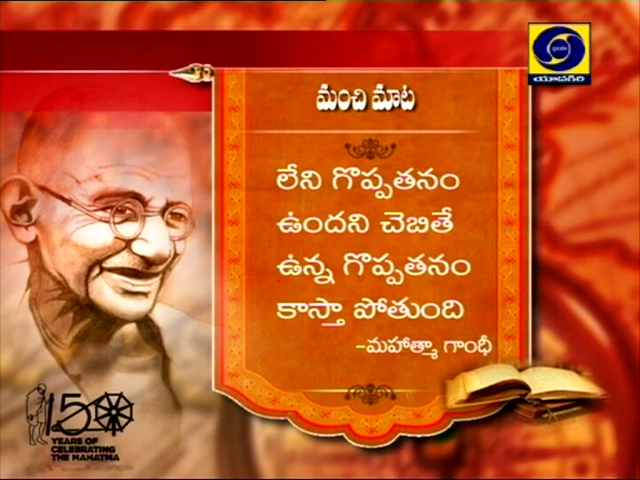 యాదగిరి
మంచి మాట
లేని గొప్పతనం
ఉందని చెబితే
ఉన్న గొప్పతనం
కాస్తా పోతుంది
-మహాత్మా గాంధీ
150
YEARS OF
CELEBRATING
THE MAHATMA